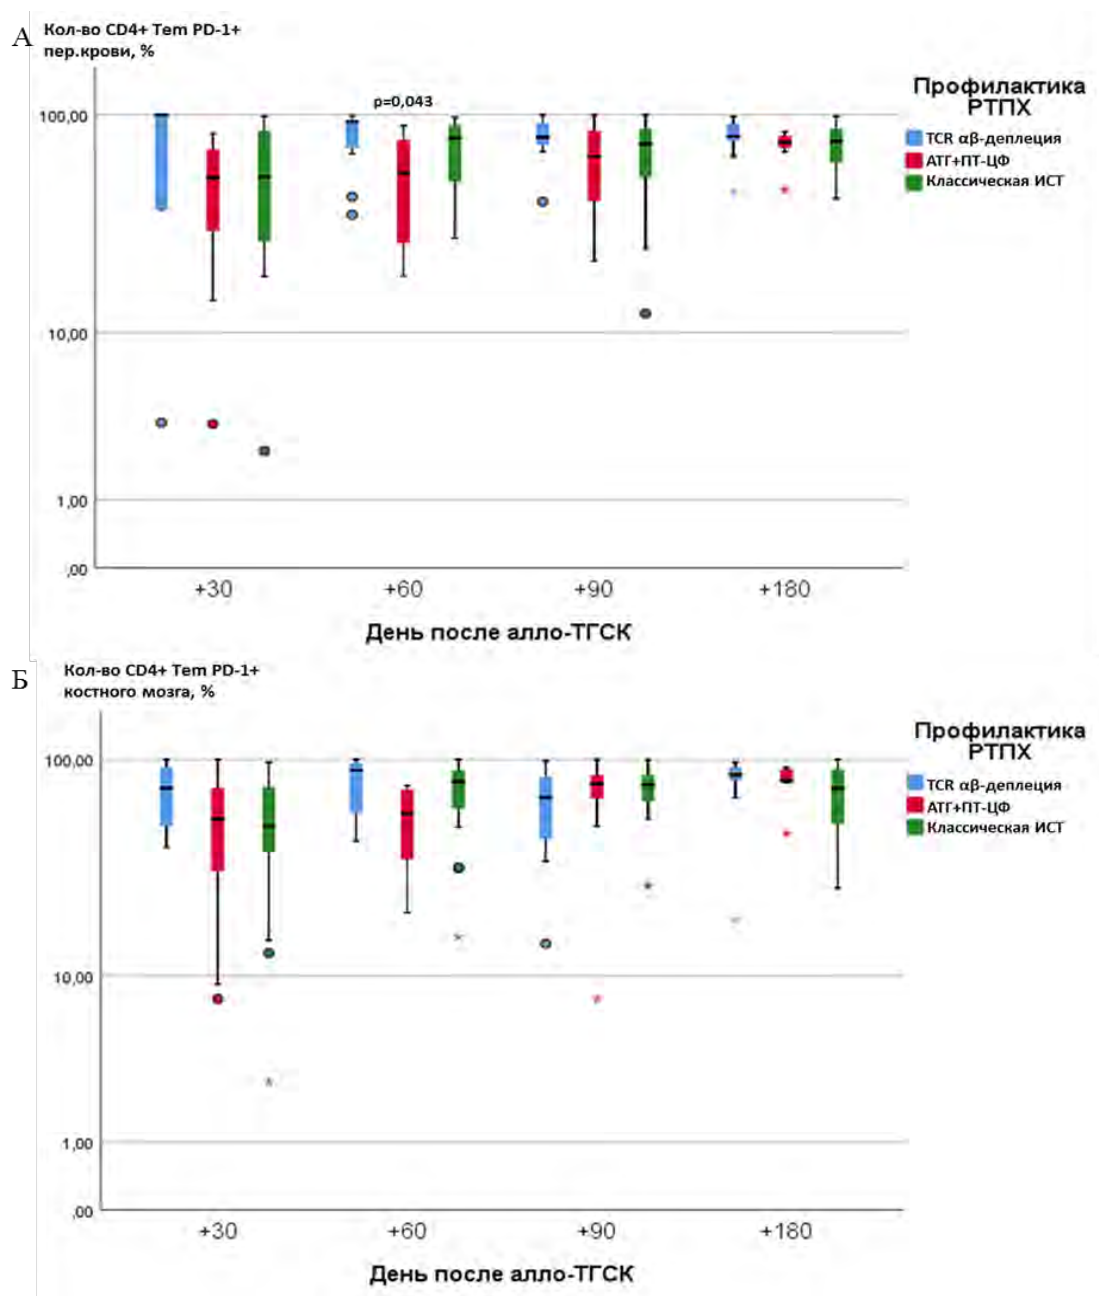 А
Кол-во CD4+ Tem PD-1+
пер.крови, %
p=0,043
100,00
10,00
1,00
,00
+30
+60
+90
+180
День после алло-ТГСК
Профилактика
РТПХ
TCR αβ-деплеция
АТГ+ПТ-ЦФ
Классическая ИСТ
Б
Кол-во CD4+ Tem PD-1+
костного мозга, %
100,00
10,00
1,00
,00
+30
+60
+90
+180
День после алло-ТГСК
Профилактика
РТПХ
TCR αβ-деплеция
АТГ+ПТ-ЦФ
Классическая ИСТ